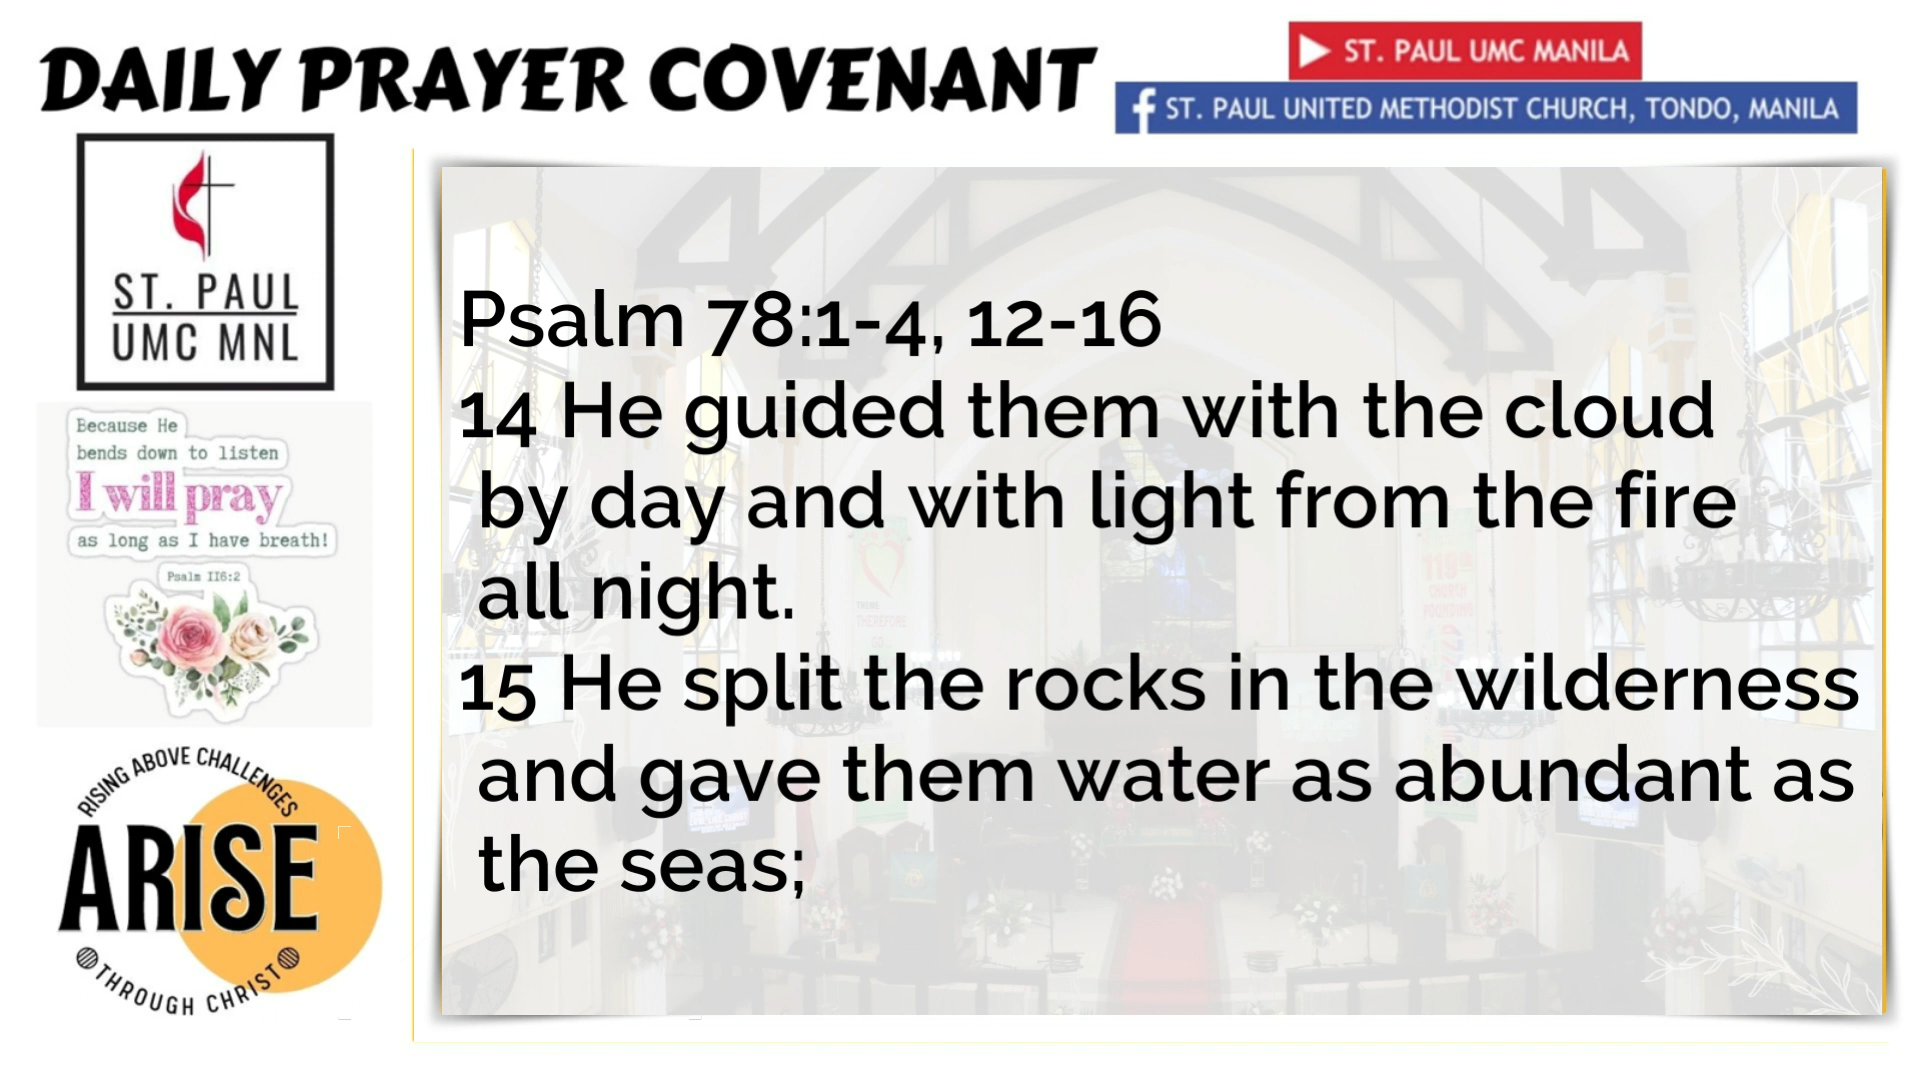 DAILY PRAYER COVENANT
ST. PAUL UMC MANILA
ST. PAUL UNITED METHODIST CHURCH, TONDO, MANILA
ST. PAUL
UMC MNL
Because He
bends down to listen
I will pray
as long as I have breath!
Psalm 116:2
RISING ABOVE CHALLENGES
ARISE
THROUGH CHRIST
Psalm 78:1-4, 12-16
14 He guided them with the cloud
by day and with light from the fire
all night.
15 He split the rocks in the wilderness
and gave them water as abundant as
the seas;
THEREFORE
119th
CHURCH
FOUNDING